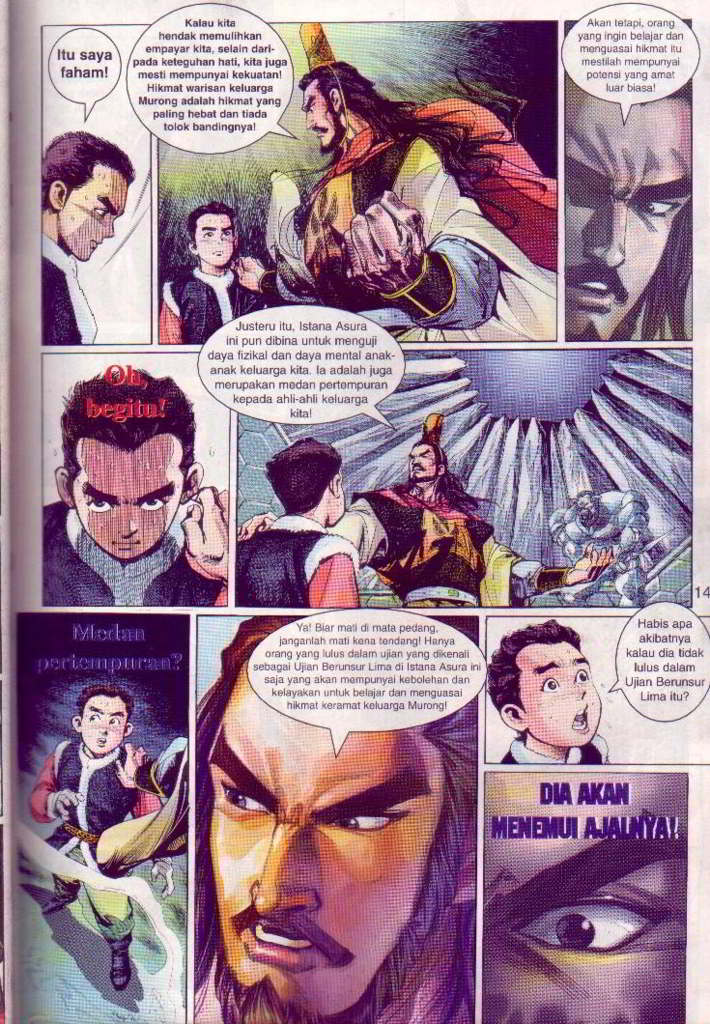 Itu saya
faham!
Kalau kita
hendak memulihkan
empayar kita, selain dari-
pada keteguhan hati, kita juga
mesti mempunyai kekuatan!
Hikmat warisan keluarga
Murong adalah hikmat yang
paling hebat dan tiada
tolok bandingnya!
Akan tetapi, orang
yang ingin belajar dan
menguasai hikmat itu
mestilah mempunyai
potensi yang amat
luar biasa!
Oh,
begitu!
Justeru itu, Istana Asura
ini pun dibina untuk menguji
daya fizikal dan daya mental anak-
anak keluarga kita. Ia adalah juga
merupakan medan pertempuran
kepada ahli-ahli keluarga
kita!
14
Medan
pertempuran?
Ya! Biar mati di mata pedang,
janganlah mati kena tendang! Hanya
orang yang lulus dalam ujian yang dikenali
sebagai Ujian Berunsur Lima di Istana Asura ini
saja yang akan mempunyai kebolehan dan
kelayakan untuk belajar dan menguasai
hikmat keramat keluarga Murong!
Habis apa
akibatnya
kalau dia tidak
lulus dalam
Ujian Berunsur
Lima itu?
DIA AKAN
MENEMUI AJALNYA!